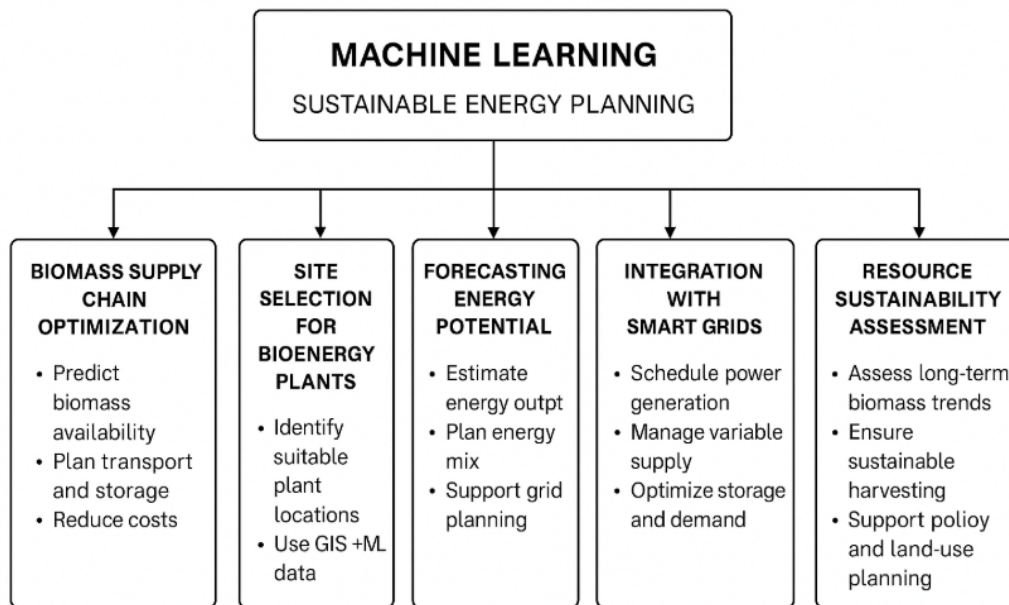 MACHINE LEARNING
SUSTAINABLE ENERGY PLANNING
BIOMASS SUPPLY
CHAIN
OPTIMIZATION
• Predict
biomass
availability
• Plan transport
and storage
• Reduce costs
SITE
SELECTION
FOR
BIOENERGY
PLANTS
• Identify
suitable
plant
locations
• Use GIS +ML
data
FORECASTING
ENERGY
POTENTIAL
• Estimate
energy outpt
• Plan energy
mix
• Support grid
planning
INTEGRATION
WITH
SMART GRIDS
• Schedule power
generation
• Manage variable
supply
• Optimize storage
and demand
RESOURCE
SUSTAINABILITY
ASSESSMENT
• Assess long-term
biomass trends
• Ensure
sustainable
harvesting
• Support polioy
and land-use
planning